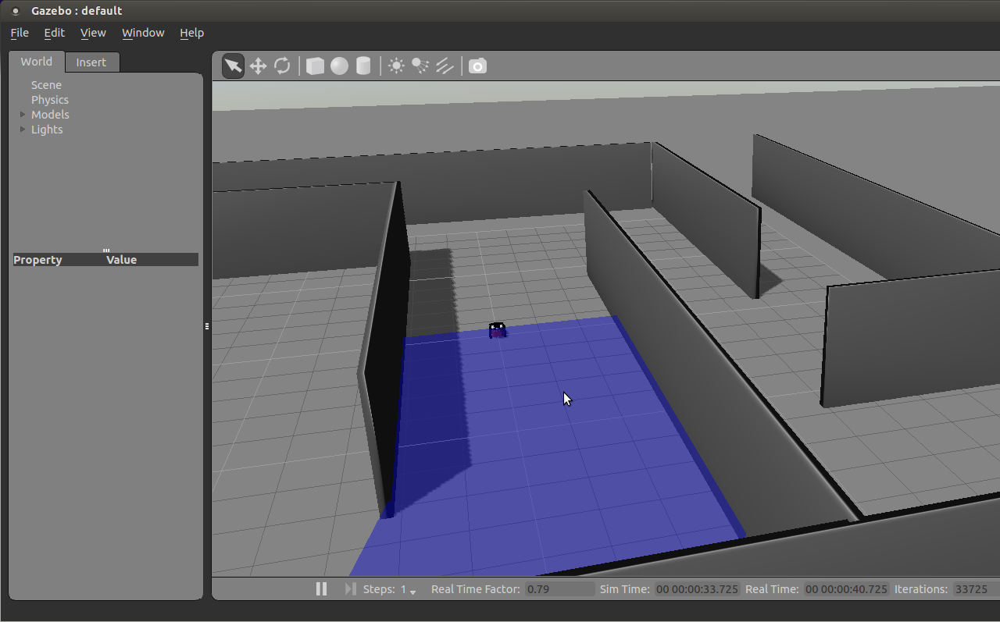 Gazebo : default
File Edit View Window Help
World Insert
Scene
Physics
Models
Lights
Property Value
Steps: 1 Real Time Factor: 0.79 Sim Time: 00 00:00:33.725 Real Time: 00 00:00:40.725 Iterations: 33725